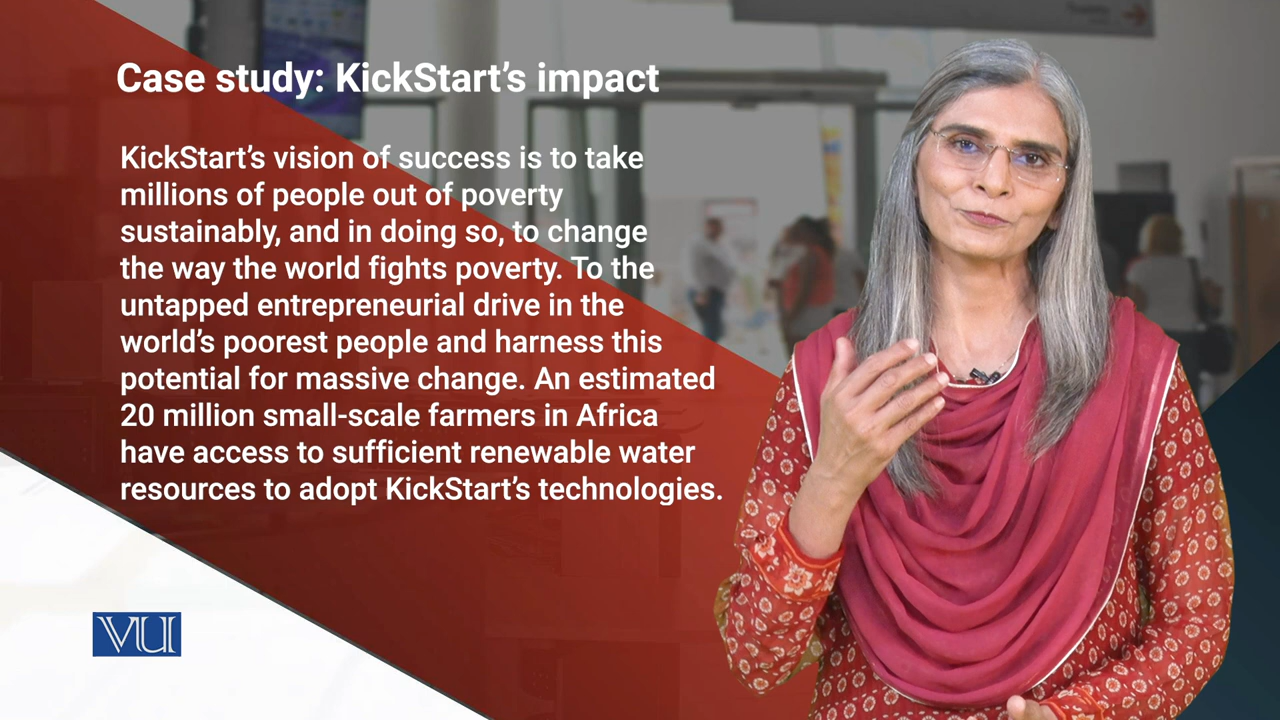 Case study: KickStart’s impact
KickStart’s vision of success is to take
millions of people out of poverty
sustainably, and in doing so, to change
the way the world fights poverty. To the
untapped entrepreneurial drive in the
world’s poorest people and harness this
potential for massive change. An estimated
20 million small-scale farmers in Africa
have access to sufficient renewable water
resources to adopt KickStart’s technologies.
VU